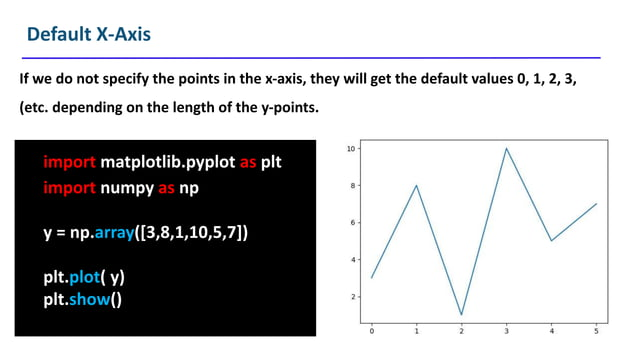 Default X-Axis
If we do not specify the points in the x-axis, they will get the default values 0, 1, 2, 3,
(etc. depending on the length of the y-points.
import matplotlib.pyplot as plt
import numpy as np
y = np.array([3,8,1,10,5,7])
plt.plot( y)
plt.show()
10
8
6
4
2
0 1 2 3 4 5